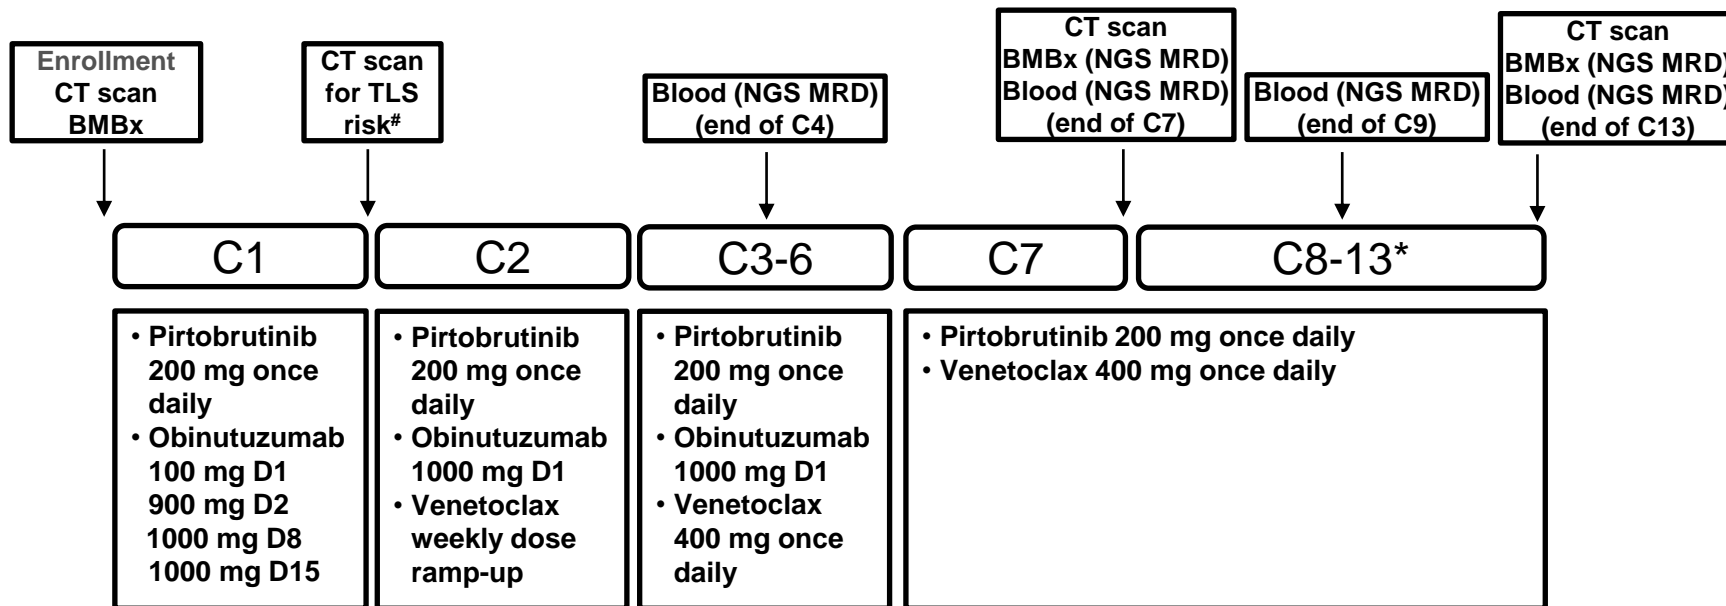 Enrollment
CT scan
BMBx
CT scan
for TLS
risk#
Blood (NGS MRD)
(end of C4)
CT scan
BMBx (NGS MRD)
Blood (NGS MRD)
(end of C7)
Blood (NGS MRD)
(end of C9)
CT scan
BMBx (NGS MRD)
Blood (NGS MRD)
(end of C13)
C1
C2
C3-6
C7
C8-13*
• Pirtobrutinib
200 mg once
daily
• Obinutuzumab
100 mg D1
900 mg D2
1000 mg D8
1000 mg D15
• Pirtobrutinib
200 mg once
daily
• Obinutuzumab
1000 mg D1
• Venetoclax
weekly dose
ramp-up
• Pirtobrutinib
200 mg once
daily
• Obinutuzumab
1000 mg D1
• Venetoclax
400 mg once
daily
• Pirtobrutinib 200 mg once daily
• Venetoclax 400 mg once daily